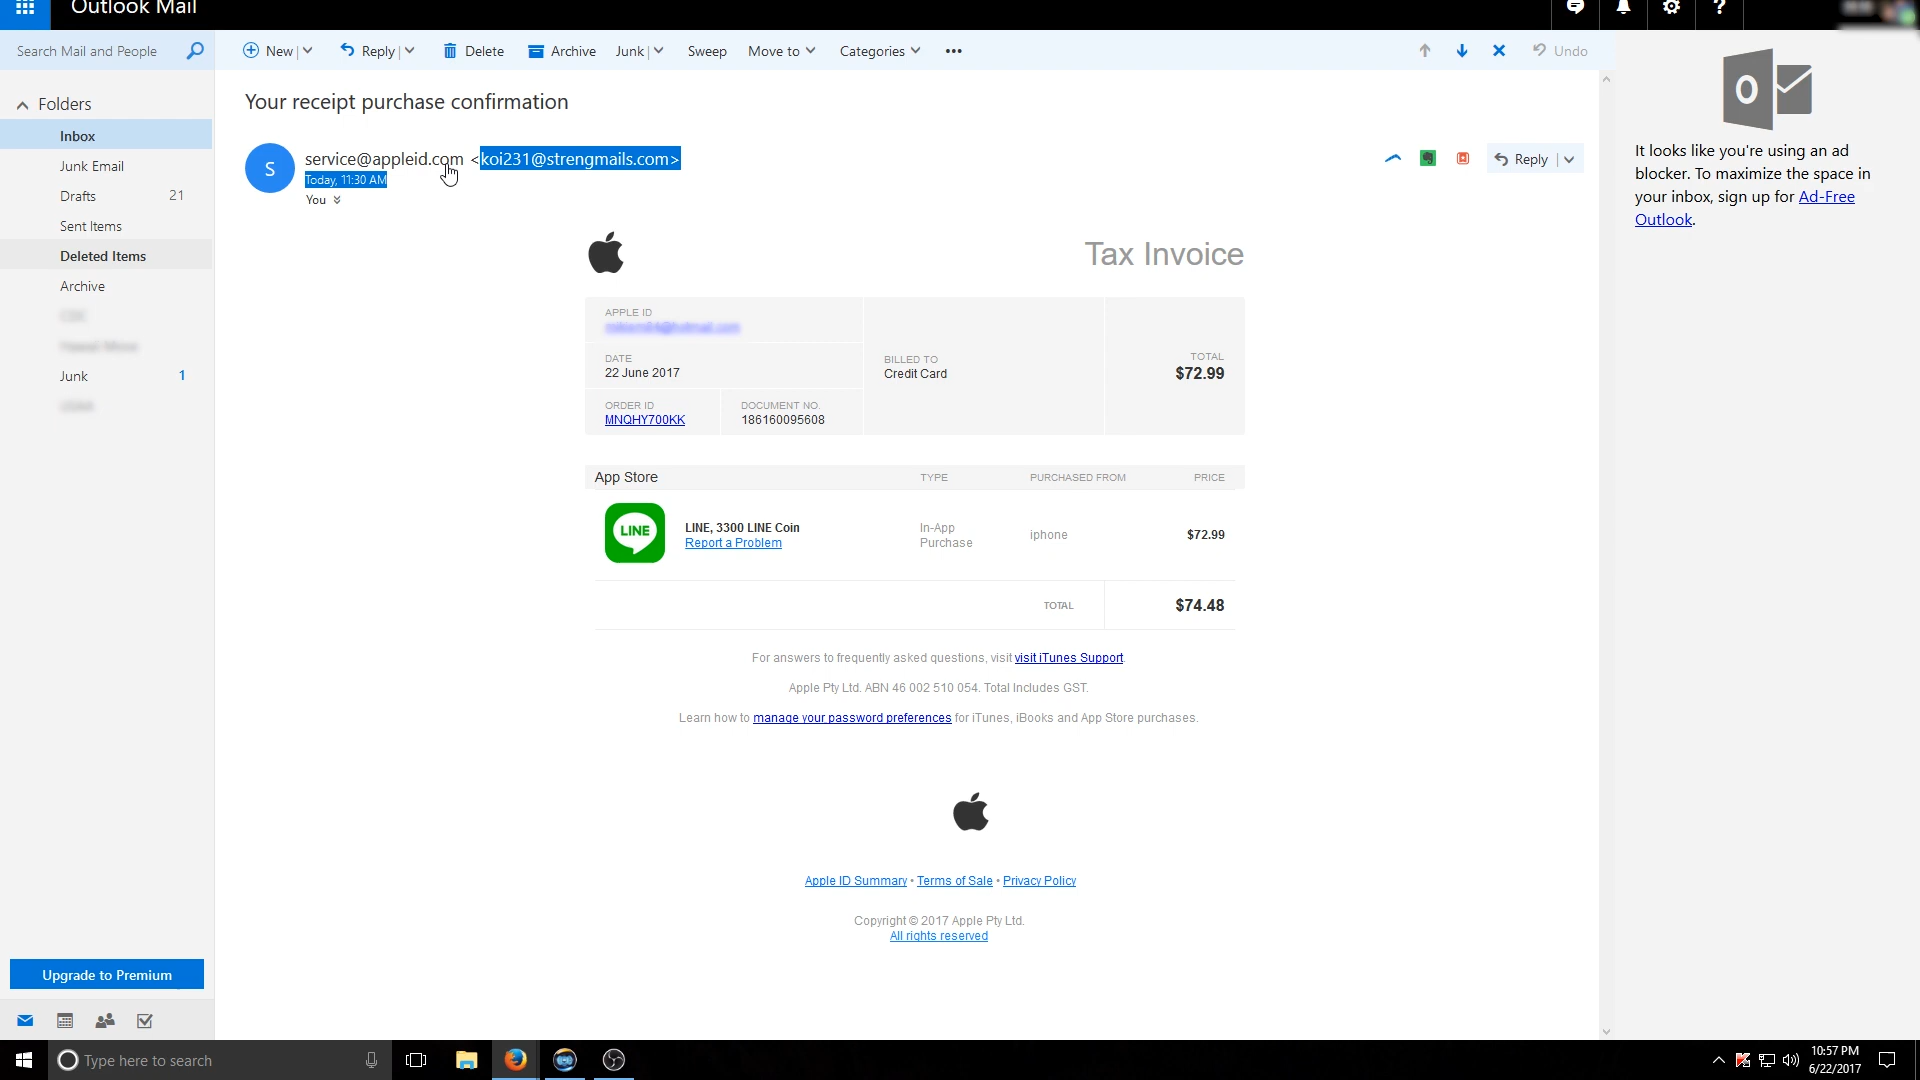 Outlook Mail
Search Mail and People
New
Reply
Delete
Archive
Junk
Sweep
Move to
Categories
Undo
Folders
Inbox
Junk Email
Drafts 21
Sent Items
Deleted Items
Archive
Junk 1
Upgrade to Premium
Your receipt purchase confirmation
S
service@appleid.com <koi231@strengmails.com>
Today, 11:30 AM
You
Reply
Tax Invoice
APPLE ID
DATE
22 June 2017
ORDER ID
MNQHY700KK
DOCUMENT NO.
186160095608
BILLED TO
Credit Card
TOTAL
$72.99
App Store TYPE PURCHASED FROM PRICE
LINE
LINE, 3300 LINE Coin
Report a Problem
In-App
Purchase
iphone
$72.99
TOTAL $74.48
For answers to frequently asked questions, visit visit iTunes Support.
Apple Pty Ltd. ABN 46 002 510 054. Total Includes GST.
Learn how to manage your password preferences for iTunes, iBooks and App Store purchases.
Apple ID Summary • Terms of Sale • Privacy Policy
Copyright © 2017 Apple Pty Ltd.
All rights reserved
It looks like you're using an ad
blocker. To maximize the space in
your inbox, sign up for Ad-Free
Outlook.
Type here to search
10:57 PM
6/22/2017